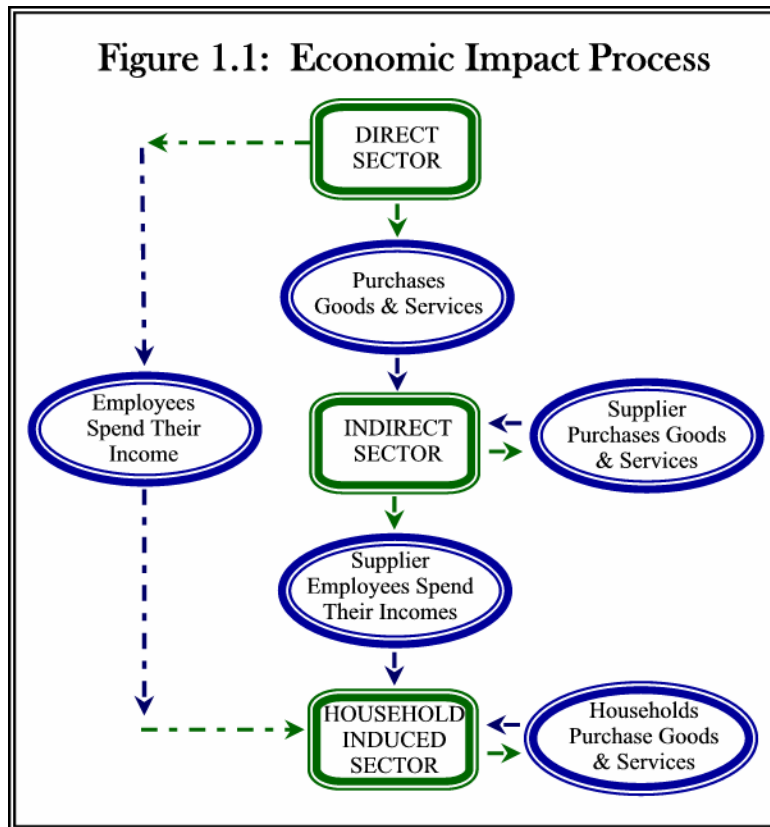 Figure 1.1: Economic Impact Process
DIRECT
SECTOR
Purchases
Goods & Services
Employees
Spend Their
Income
INDIRECT
SECTOR
Supplier
Purchases Goods
& Services
Supplier
Employees Spend
Their Incomes
HOUSEHOLD
INDUCED
SECTOR
Households
Purchase Goods
& Services